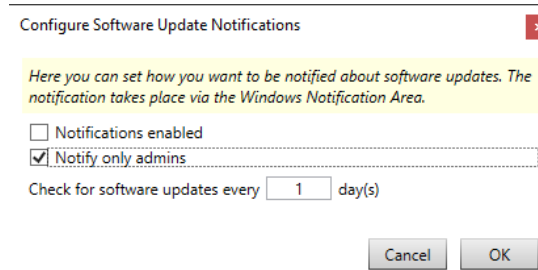 Configure Software Update Notifications
Here you can set how you want to be notified about software updates. The
notification takes place via the Windows Notification Area.
Notifications enabled
Notify only admins
Check for software updates every 1 day(s)
Cancel OK